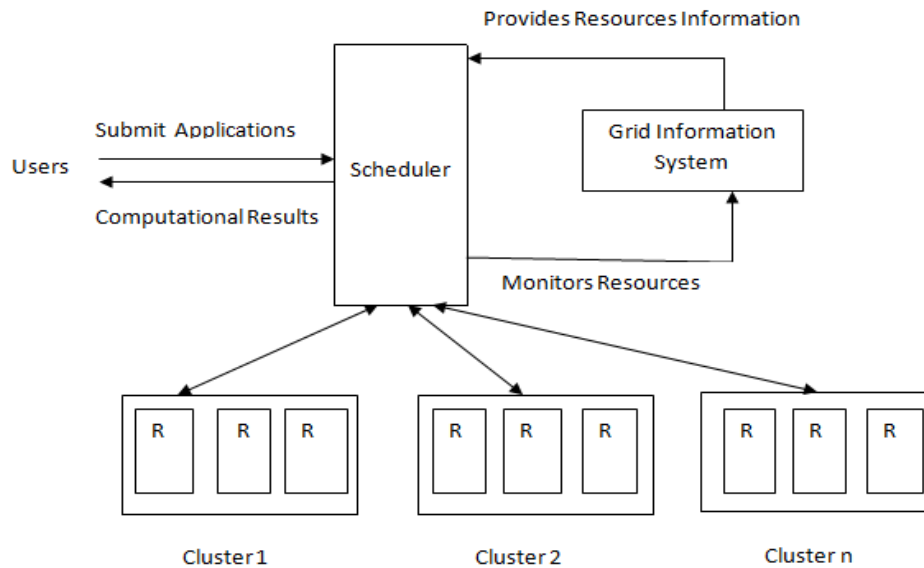 Provides Resources Information
Submit Applications
Grid Information
System
Users
Scheduler
Computational Results
Monitors Resources
R R R
R R R
R R R
Cluster 1
Cluster 2
Cluster n